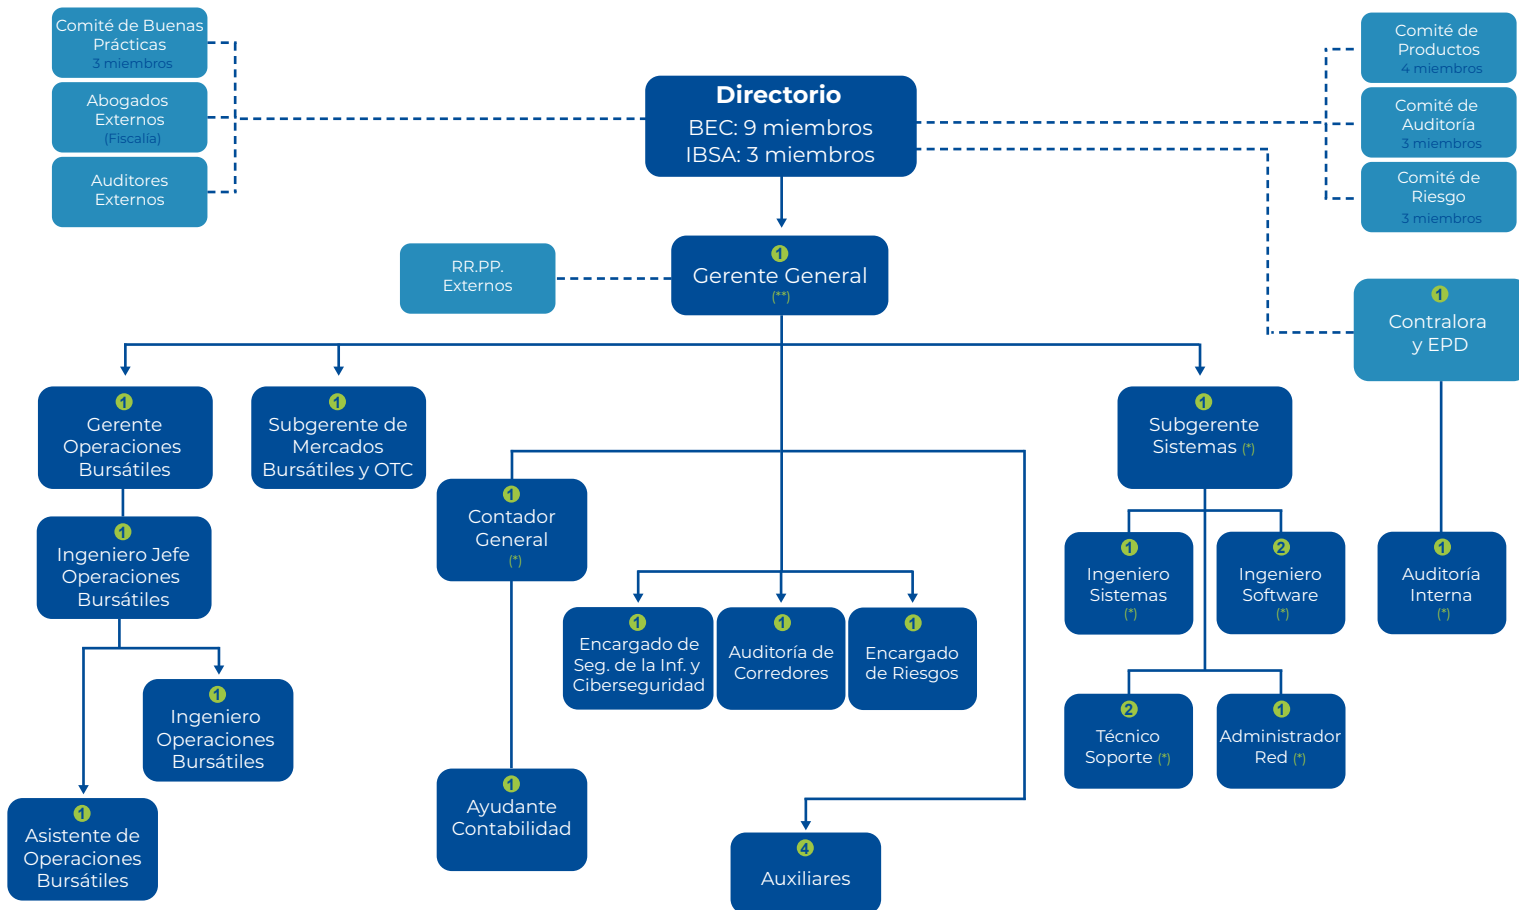 Comité de Buenas
Prácticas
3 miembros
Abogados
Externos
(Fiscalía)
Auditores
Externos
Directorio
BEC: 9 miembros
IBSA: 3 miembros
Comité de
Productos
4 miembros
Comité de
Auditoría
3 miembros
Comité de
Riesgo
3 miembros
RR.PP.
Externos
1
Gerente General
(**)
1
Contralora
y EPD
1
Gerente
Operaciones
Bursátiles
1
Subgerente de
Mercados
Bursátiles y OTC
1
Subgerente
Sistemas (*)
1
Contador
General
(*)
1
Ingeniero Jefe
Operaciones
Bursátiles
1
Ingeniero
Sistemas
(*)
2
Ingeniero
Software
(*)
1
Auditoría
Interna
(*)
1
Encargado de
Seg. de la Inf. y
Ciberseguridad
1
Auditoría de
Corredores
1
Encargado
de Riesgos
1
Ingeniero
Operaciones
Bursátiles
2
Técnico
Soporte (*)
1
Administrador
Red (*)
1
Asistente de
Operaciones
Bursátiles
1
Ayudante
Contabilidad
4
Auxiliares